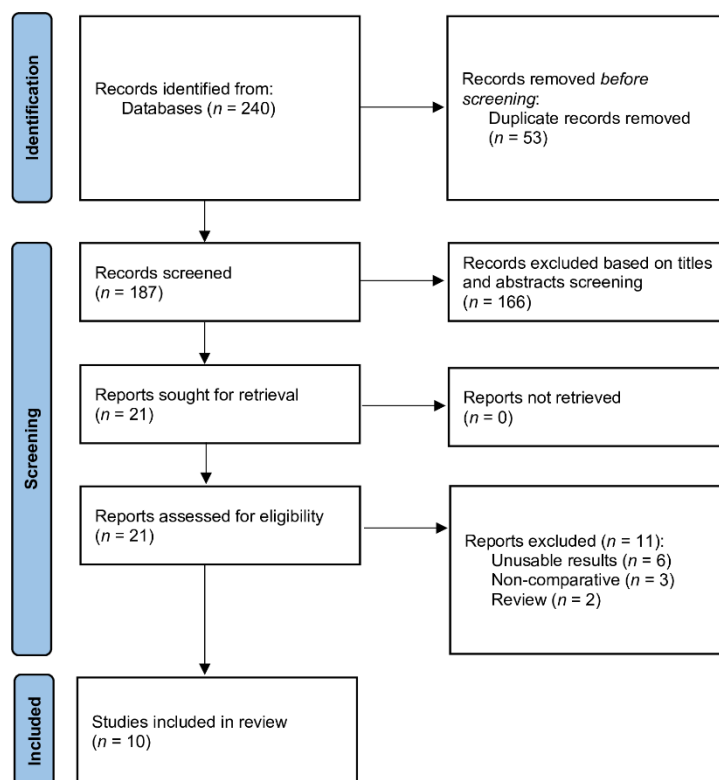 Identification
Records identified from:
Databases (n = 240)
Records removed before
screening:
Duplicate records removed
(n = 53)
Screening
Records screened
(n = 187)
Records excluded based on titles
and abstracts screening
(n = 166)
Reports sought for retrieval
(n = 21)
Reports not retrieved
(n = 0)
Reports assessed for eligibility
(n = 21)
Reports excluded (n = 11):
Unusable results (n = 6)
Non-comparative (n = 3)
Review (n = 2)
Included
Studies included in review
(n = 10)